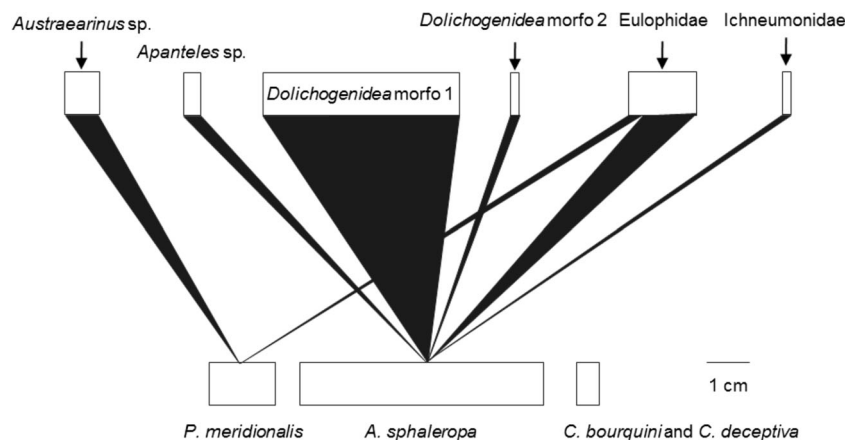 Austraearinus sp.
Apanteles sp.
Dolichogenidea morfo 1
Dolichogenidea morfo 2
Eulophidae
Ichneumonidae
1 cm
P. meridionalis
A. sphaleropa
C. bourquini and C. deceptiva